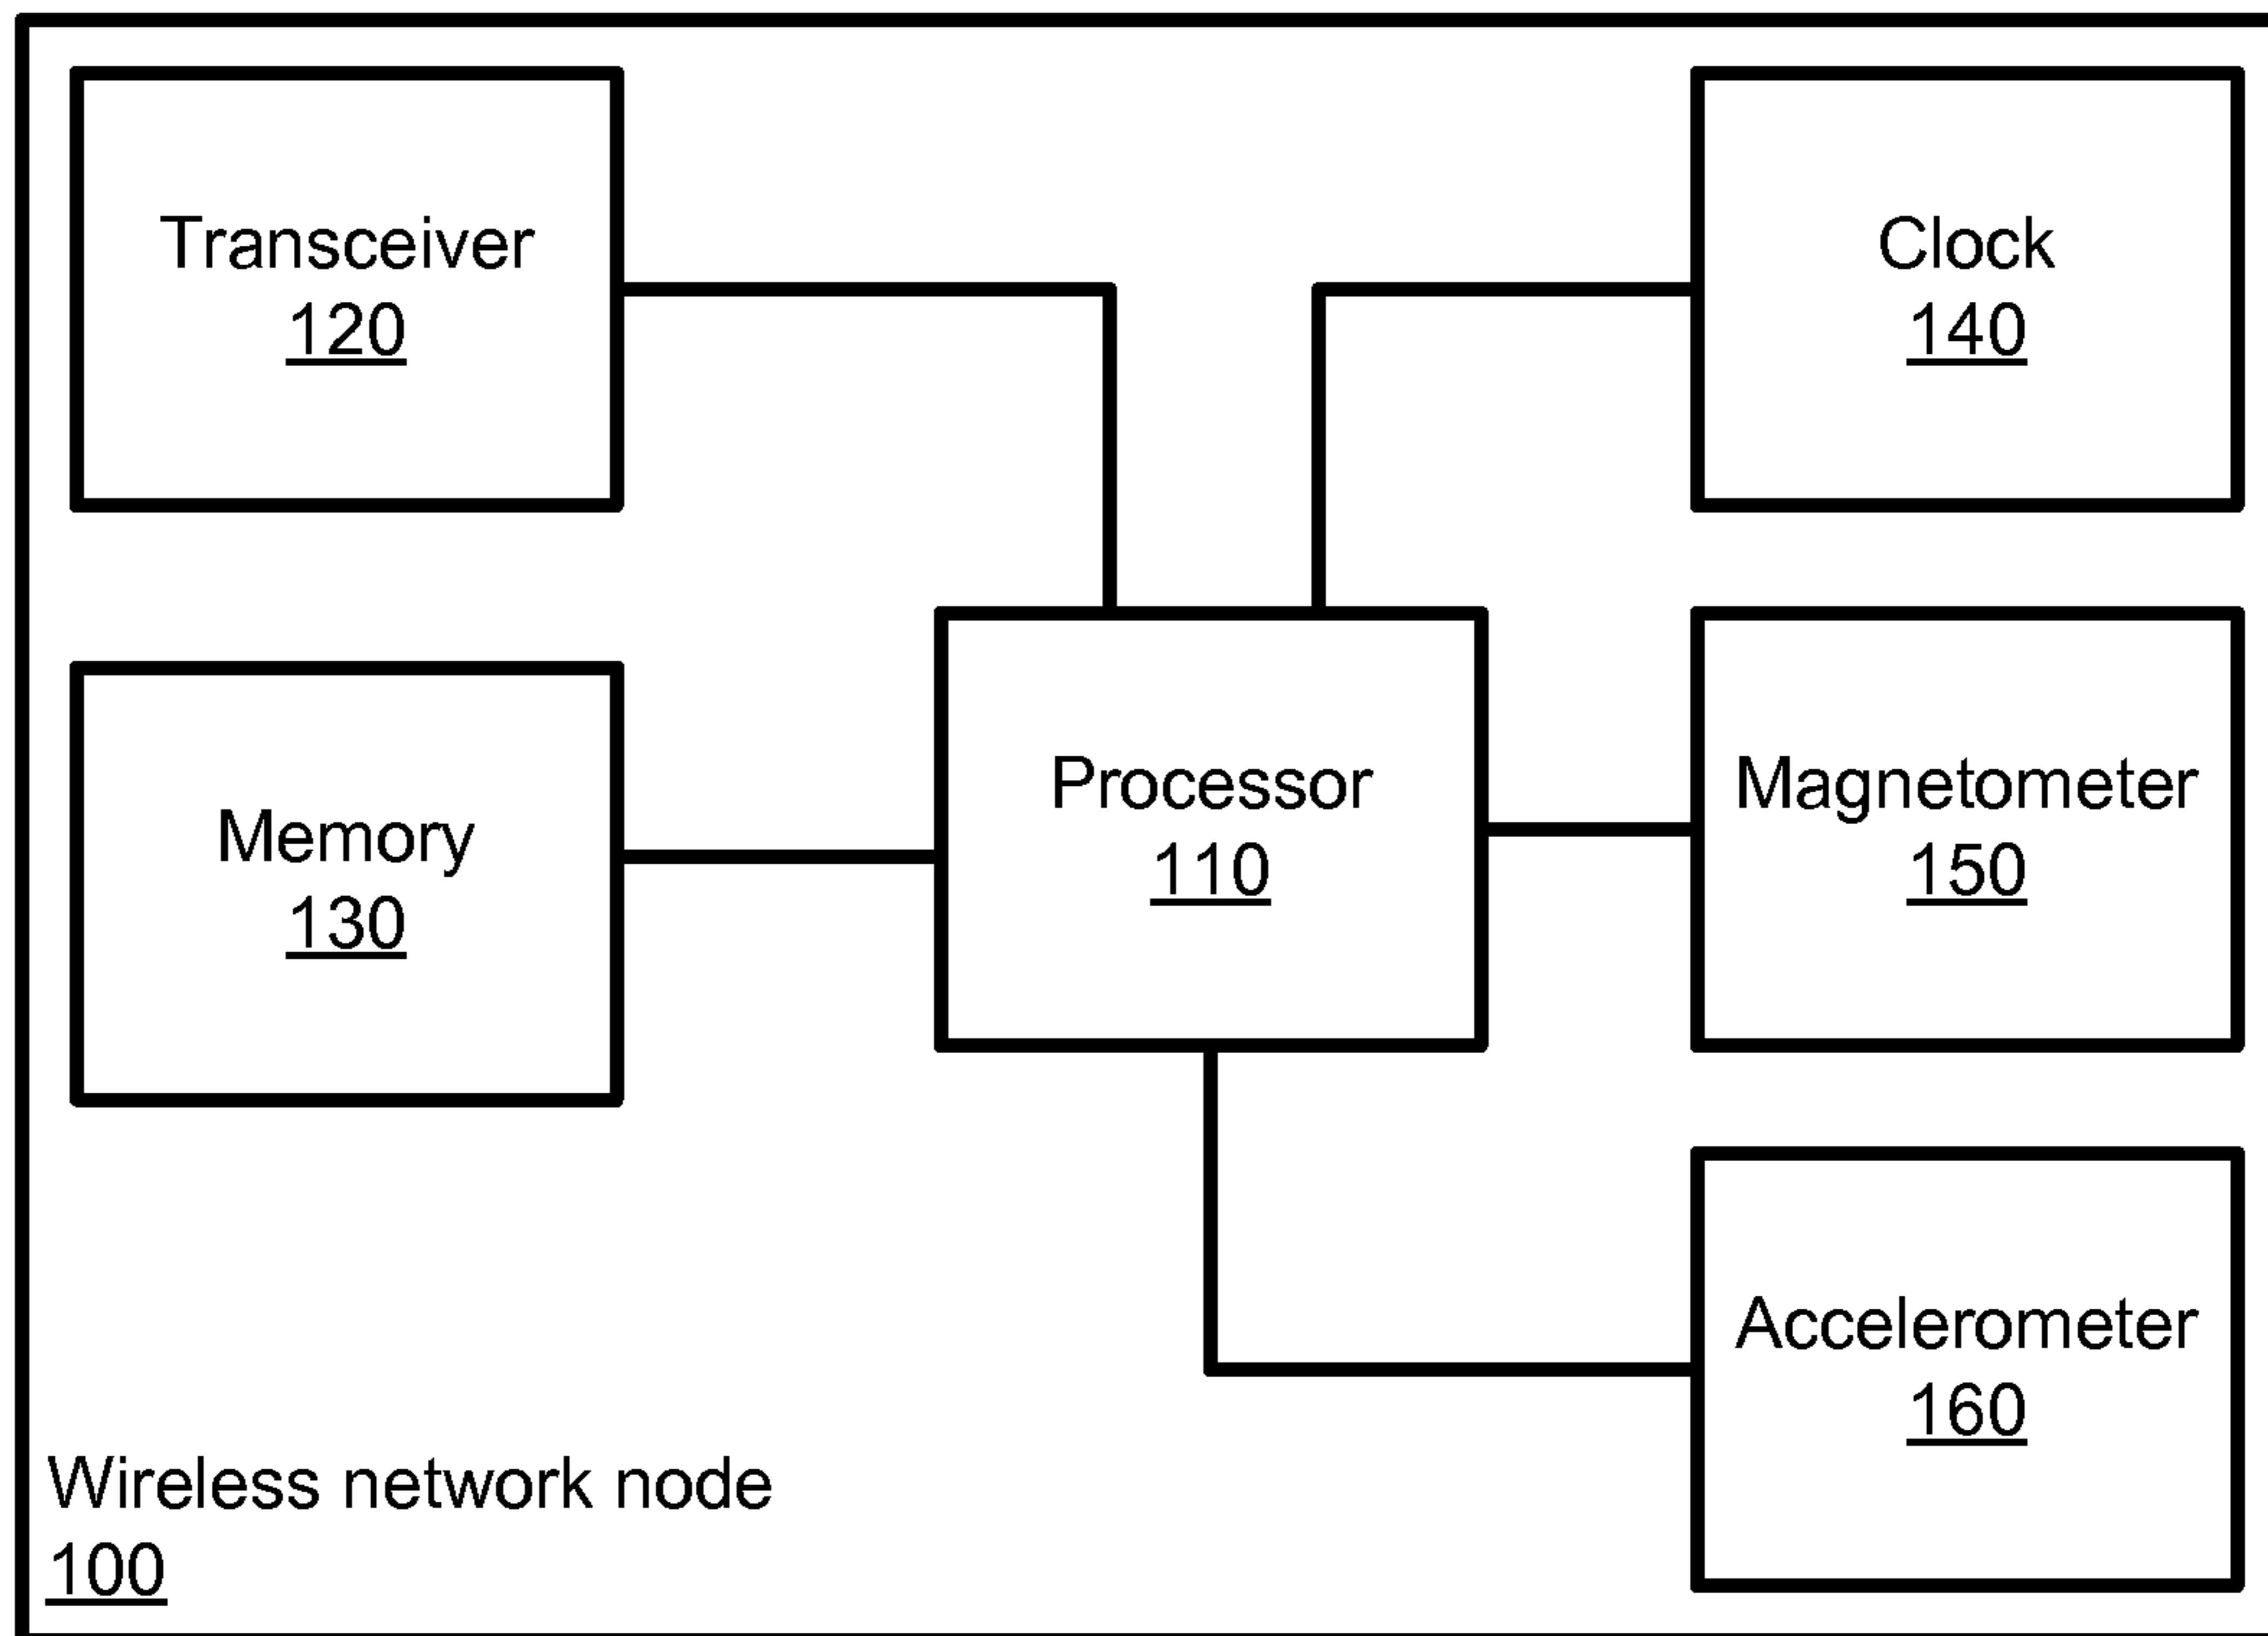 Transceiver
120
Clock
140
Memory
130
Processor
110
Magnetometer
150
Accelerometer
160
Wireless network node
100